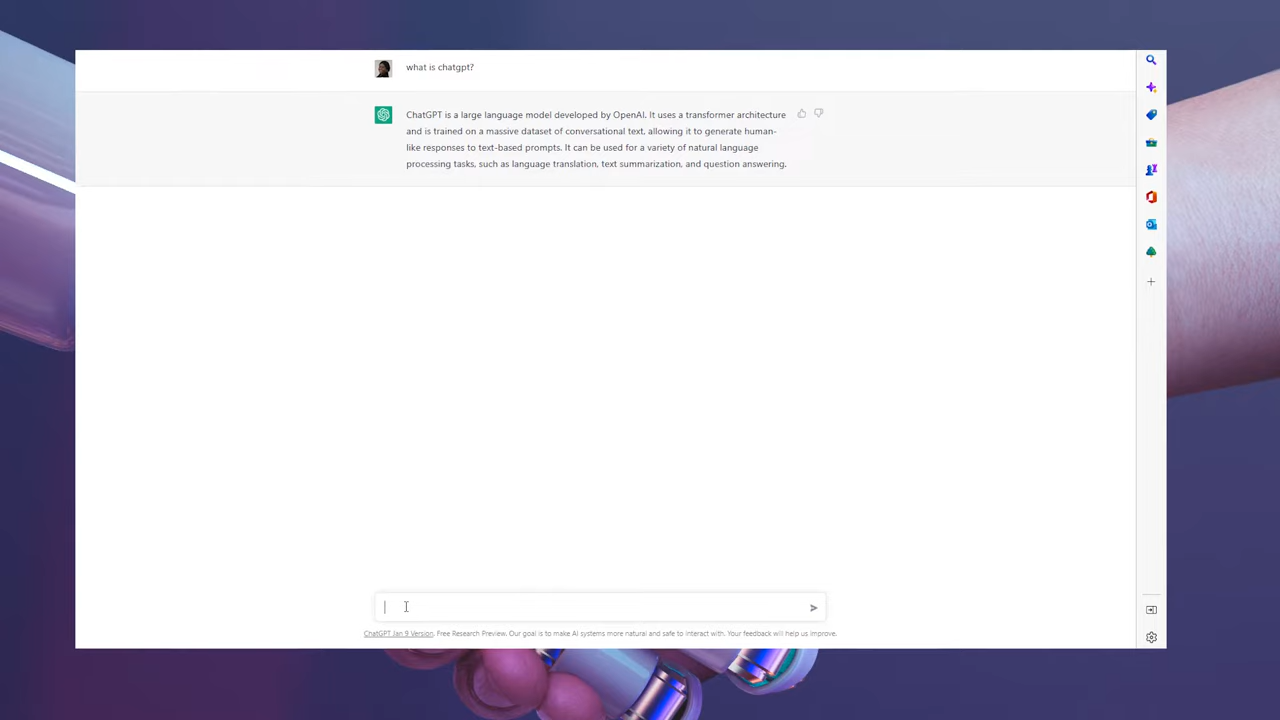 what is chatgpt?
ChatGPT is a large language model developed by OpenAI. It uses a transformer architecture
and is trained on a massive dataset of conversational text, allowing it to generate human-
like responses to text-based prompts. It can be used for a variety of natural language
processing tasks, such as language translation, text summarization, and question answering.
ChatGPT Jan 9 Version. Free Research Preview. Our goal is to make AI systems more natural and safe to interact with. Your feedback will help us improve.